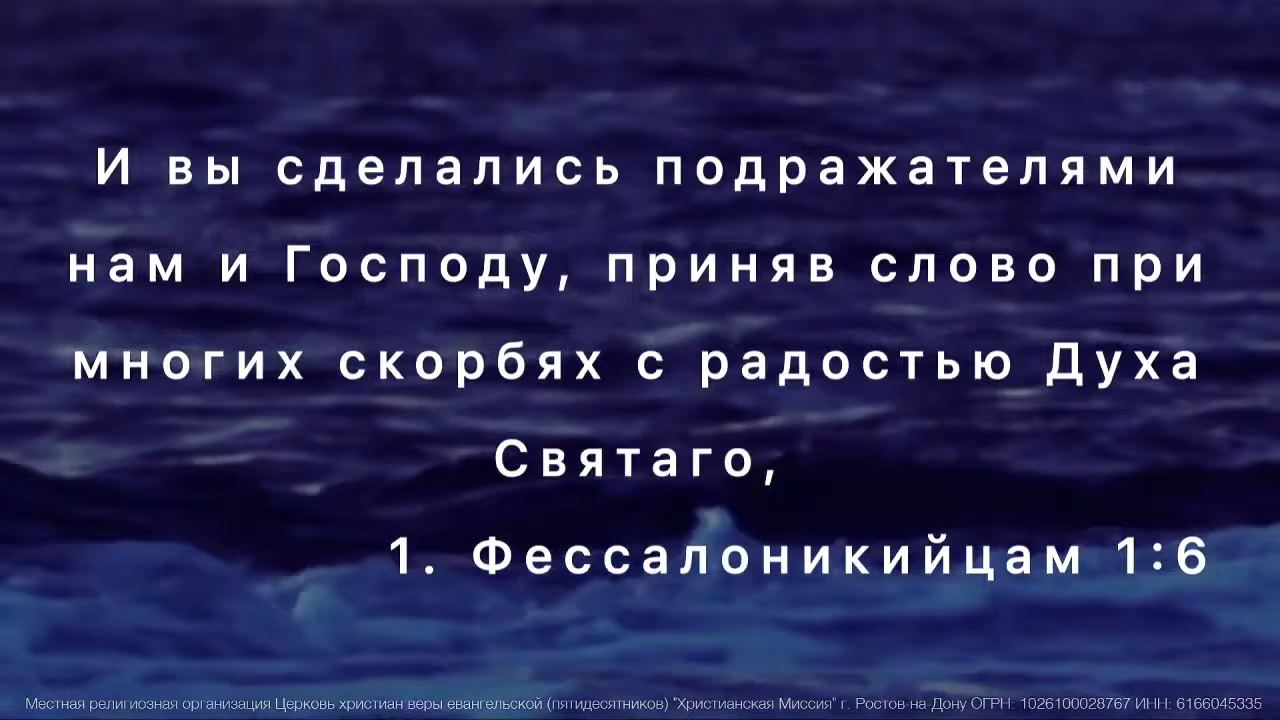 И вы сделались подражателями
нам и Господу, приняв слово при
многих скорбях с радостью Духа
Святаго,
1. Фессалоникийцам 1:6
Местная религиозная организация Церковь христиан веры евангельской (пятидесятников) "Христианская Миссия" г. Ростов-на-Дону ОГРН: 1026100028767 ИНН: 6166045335